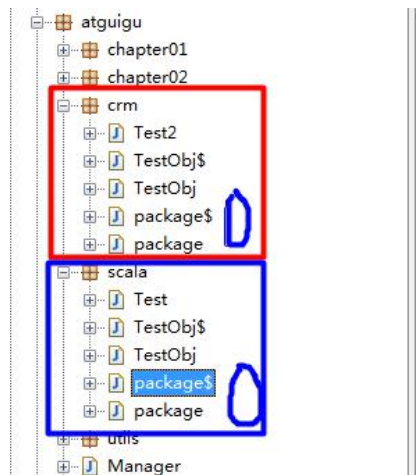 atguigu
chapter01
chapter02
crm
Test2
TestObj$
TestObj
package$
package
scala
Test
TestObj$
TestObj
package$
package
utils
Manager